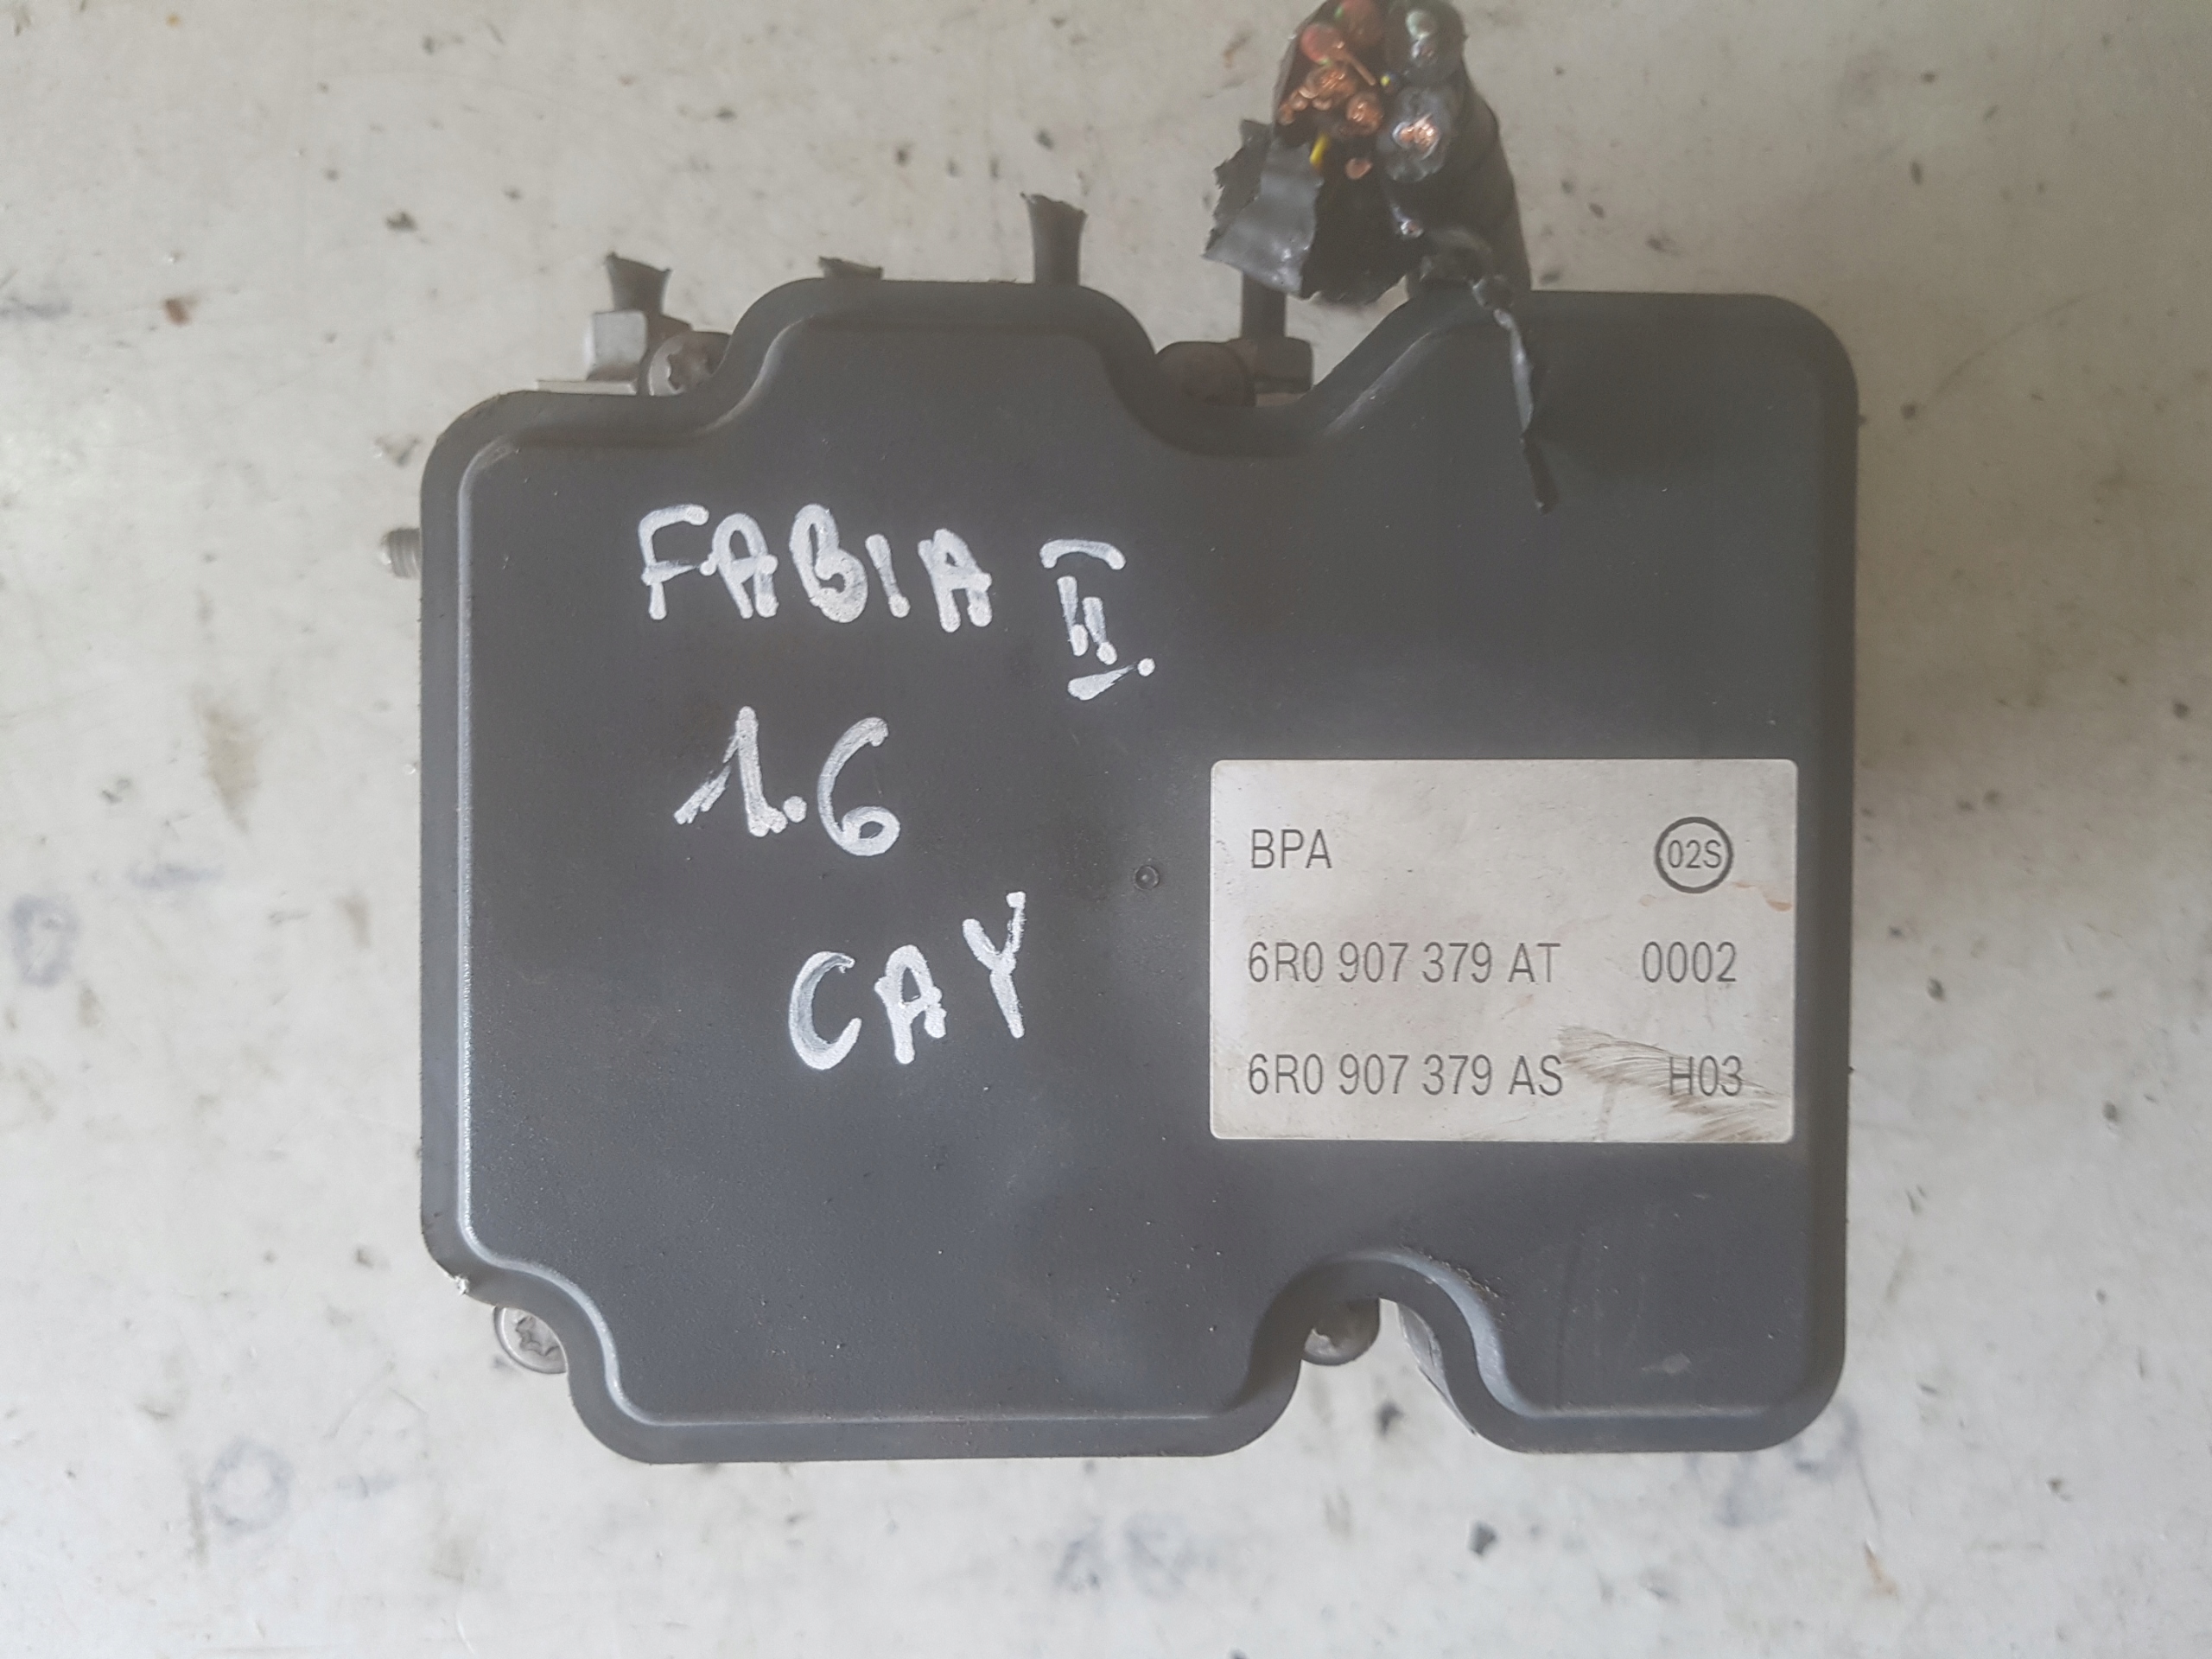 FABIA II.
1.6
CAY
BPA 02S
6R0 907 379 AT 0002
6R0 907 379 AS H03